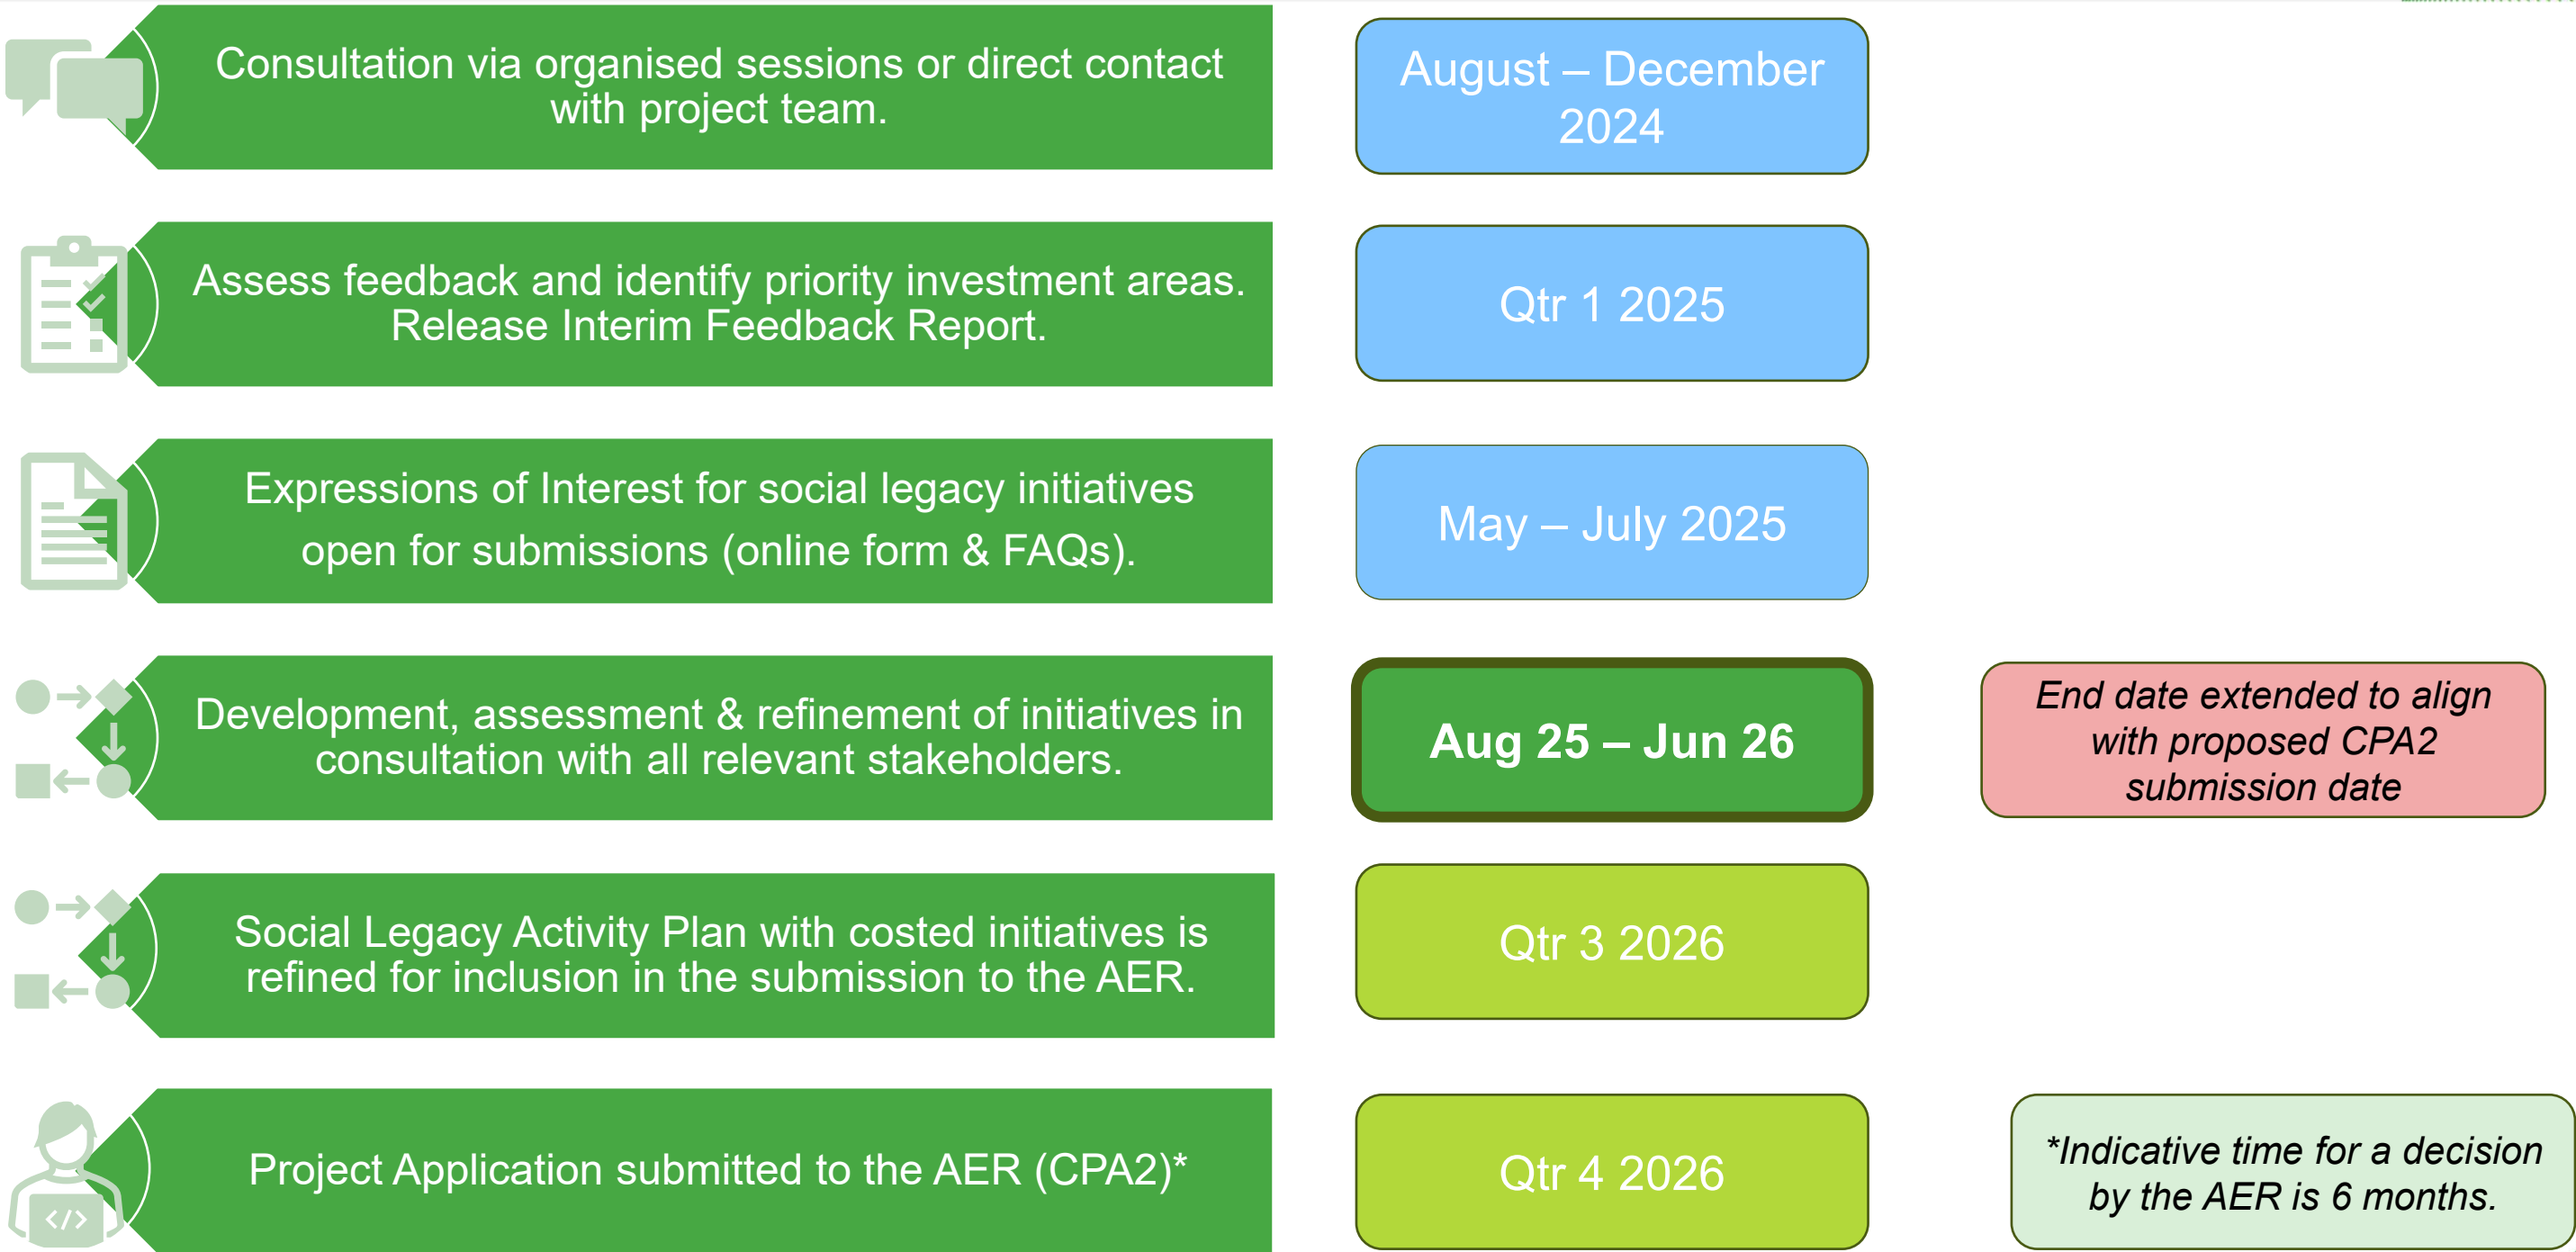 Consultation via organised sessions or direct contact
with project team.
August – December
2024
Assess feedback and identify priority investment areas.
Release Interim Feedback Report.
Qtr 1 2025
Expressions of Interest for social legacy initiatives
open for submissions (online form & FAQs).
May – July 2025
Development, assessment & refinement of initiatives in
consultation with all relevant stakeholders.
Aug 25 – Jun 26
End date extended to align
with proposed CPA2
submission date
Social Legacy Activity Plan with costed initiatives is
refined for inclusion in the submission to the AER.
Qtr 3 2026
Project Application submitted to the AER (CPA2)*
Qtr 4 2026
*Indicative time for a decision
by the AER is 6 months.